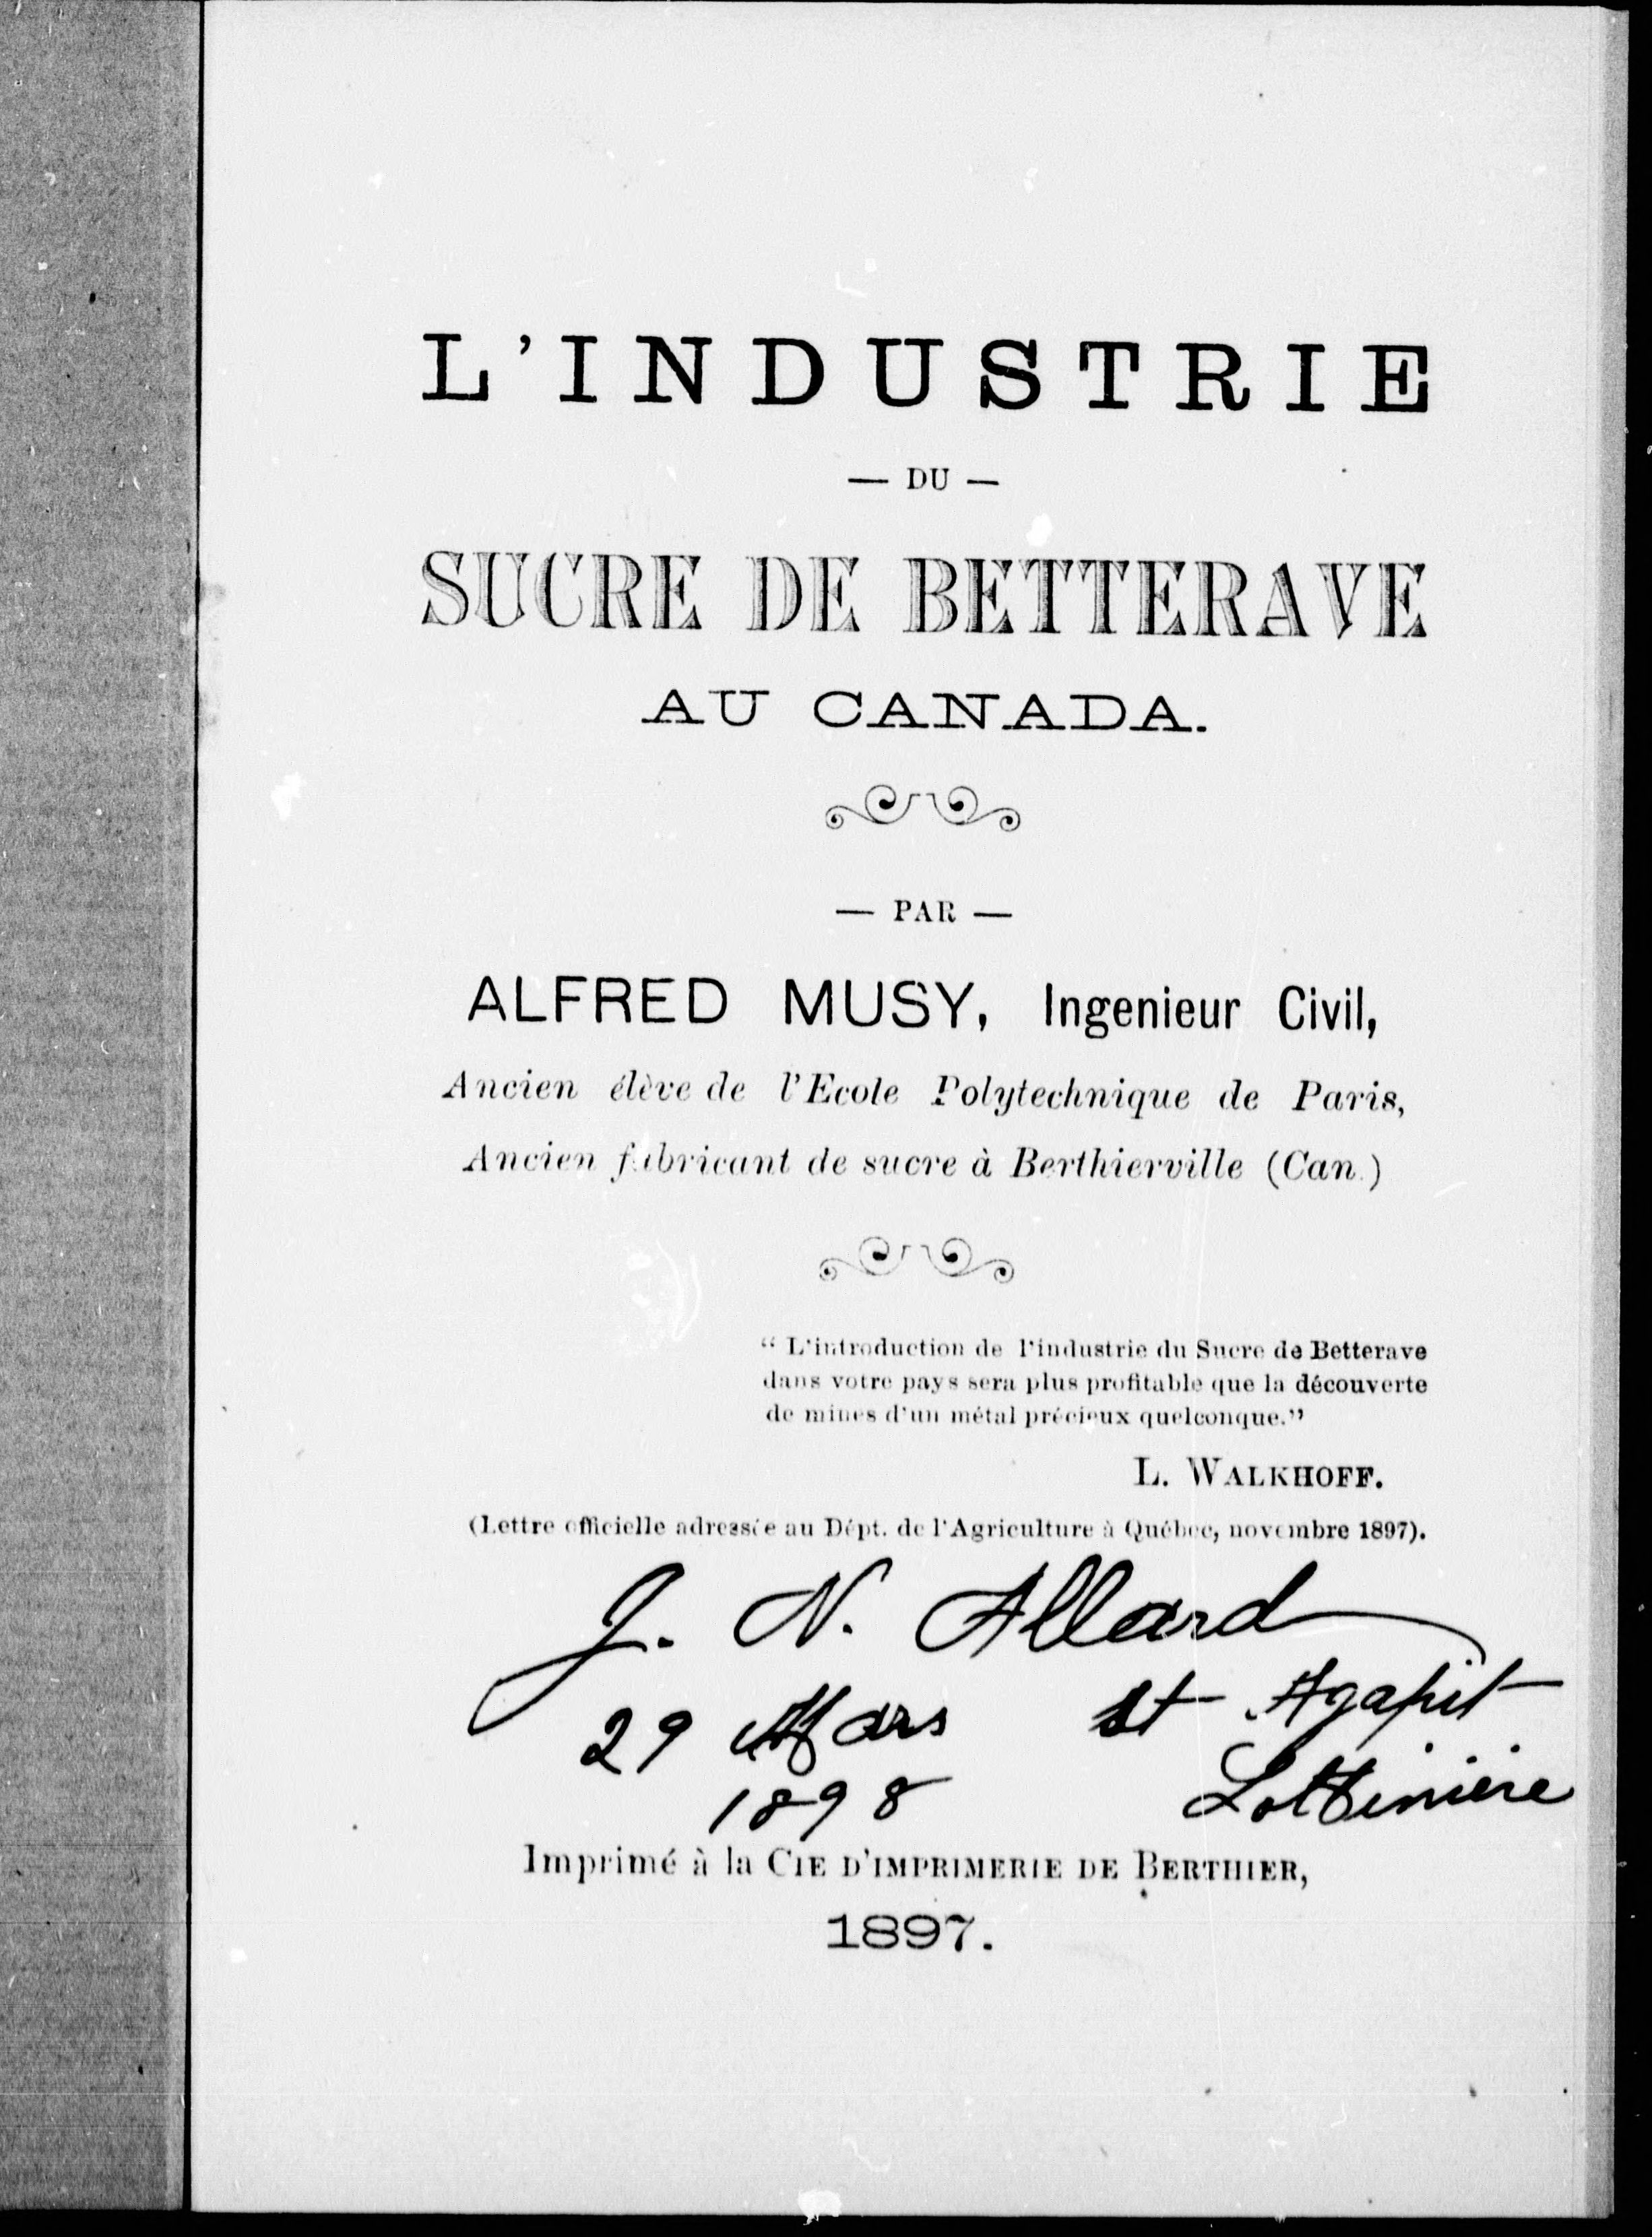 L'INDUSTRIE
— DU —
SUCRE DE BETTERAVE
AU CANADA.
— PAR —
ALFRED MUSY, Ingenieur Civil,
Ancien élève de l'Ecole Polytechnique de Paris,
Ancien fabricant de sucre à Berthierville (Can.)
“ L'introduction de l'industrie du Sucre de Betterave
dans votre pays sera plus profitable que la découverte
de mines d'un métal précieux quelconque.”
L. WALKHOFF.
(Lettre officielle adressée au Dépt. de l'Agriculture à Québec, novembre 1897).
J. N. Allard
29 Mars St Agapit
1898 Lotbinière
Imprimé à la CIE D'IMPRIMERIE DE BERTHIER,
1897.